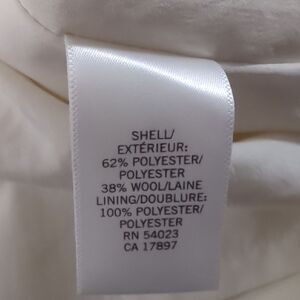 SHELL/
EXTÉRIEUR:
62% POLYESTER/
POLYESTER
38% WOOL/LAINE
LINING/DOUBLURE:
100% POLYESTER/
POLYESTER
RN 54023
CA 17897